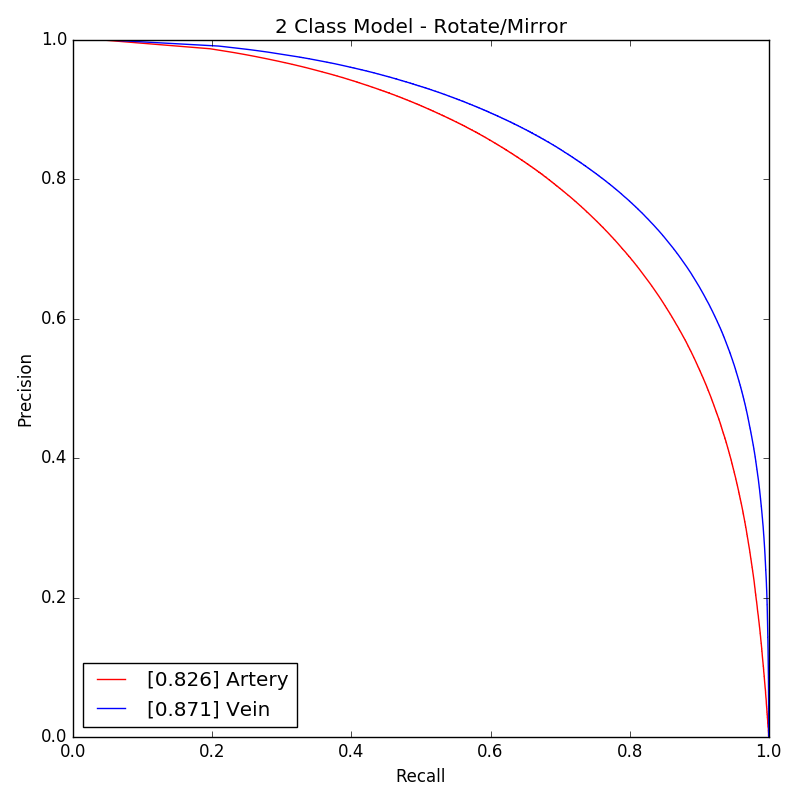 2 Class Model - Rotate/Mirror
1.0
0.8
0.6
0.4
0.2
0.0
Precision
[0.826] Artery
[0.871] Vein
0.0 0.2 0.4 0.6 0.8 1.0
Recall